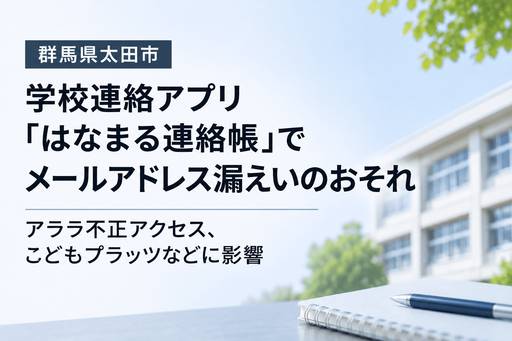 群馬県太田市
学校連絡アプリ
「はなまる連絡帳」で
メールアドレス漏えいのおそれ
アララ不正アクセス、
こどもプラッツなどに影響